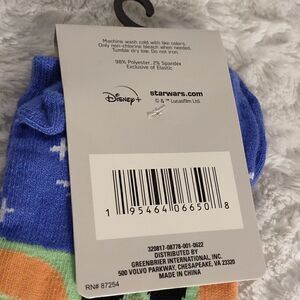 Machine wash cold with like colors.
Only non-chlorine bleach when needed.
Tumble dry low. Do not iron.
98% Polyester, 2% Spandex
Exclusive of Elastic
Disney+
starwars.com
© & ™ Lucasfilm Ltd.
1 95464 06650 8
320817-08778-001-0622
DISTRIBUTED BY
GREENBRIER INTERNATIONAL, INC.
500 VOLVO PARKWAY, CHESAPEAKE, VA 23320
MADE IN CHINA
RN# 87254